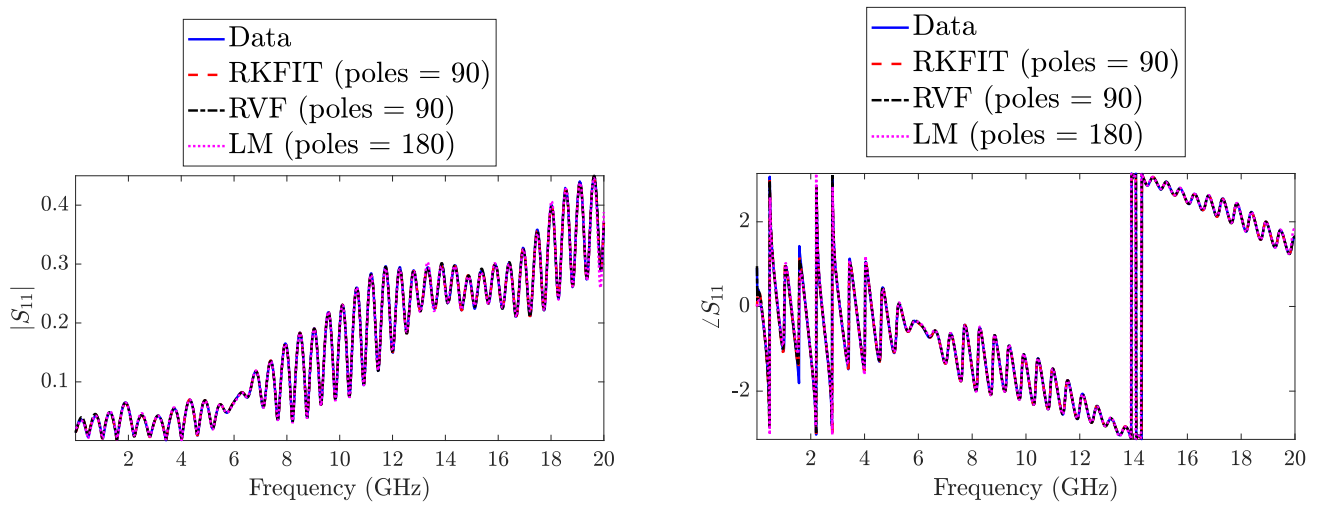 Data
RKFIT (poles = 90)
RVF (poles = 90)
LM (poles = 180)
0.4
0.3
0.2
0.1
|S11|
2 4 6 8 10 12 14 16 18 20
Frequency (GHz)
Data
RKFIT (poles = 90)
RVF (poles = 90)
LM (poles = 180)
2
0
-2
∠S11
2 4 6 8 10 12 14 16 18 20
Frequency (GHz)